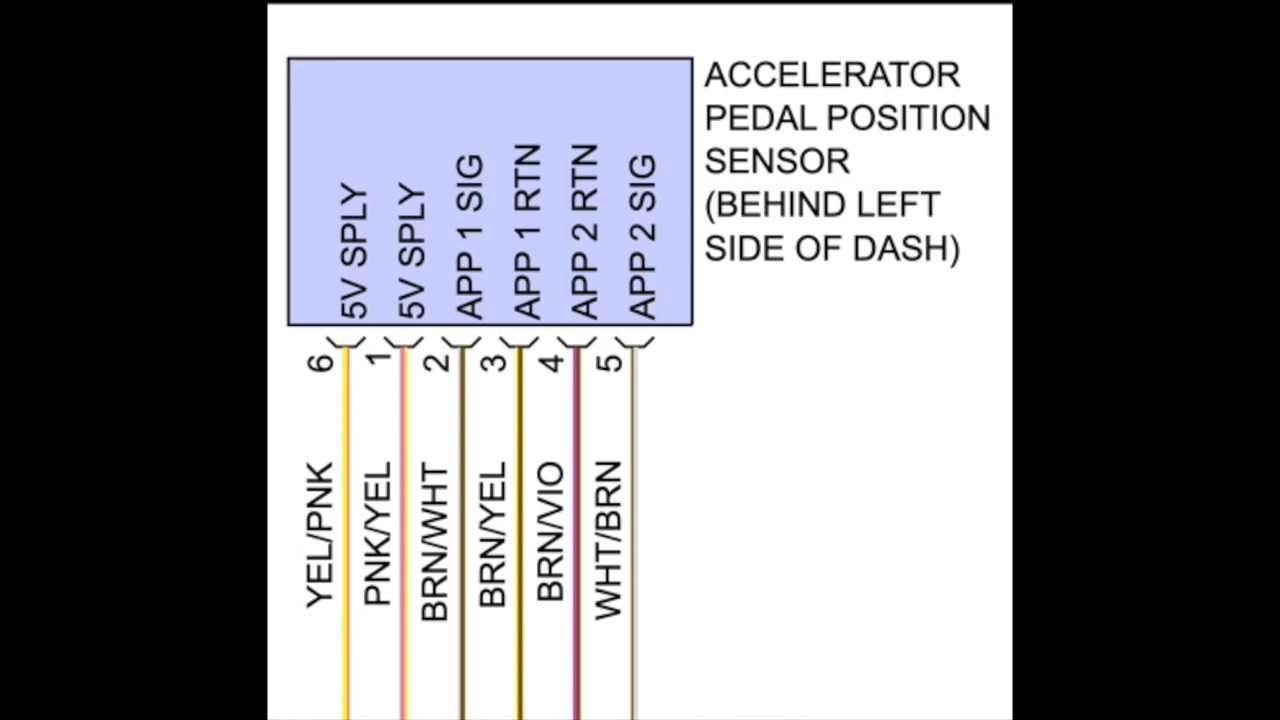 ACCELERATOR
PEDAL POSITION
SENSOR
(BEHIND LEFT
SIDE OF DASH)
5V SPLY
5V SPLY
APP 1 SIG
APP 1 RTN
APP 2 RTN
APP 2 SIG
6
1
2
3
4
5
YEL/PNK
PNK/YEL
BRN/WHT
BRN/YEL
BRN/VIO
WHT/BRN